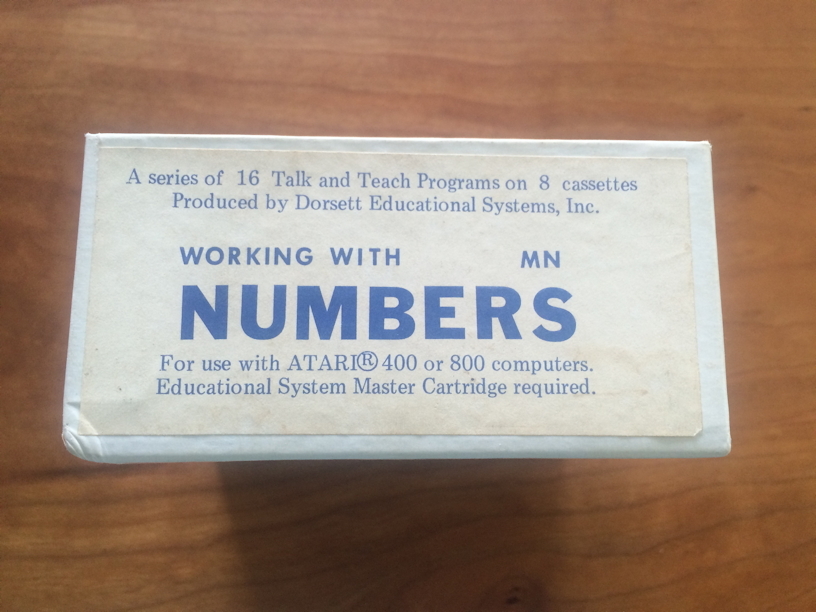 A series of 16 Talk and Teach Programs on 8 cassettes
Produced by Dorsett Educational Systems, Inc.
WORKING WITH MN
NUMBERS
For use with ATARI® 400 or 800 computers.
Educational System Master Cartridge required.